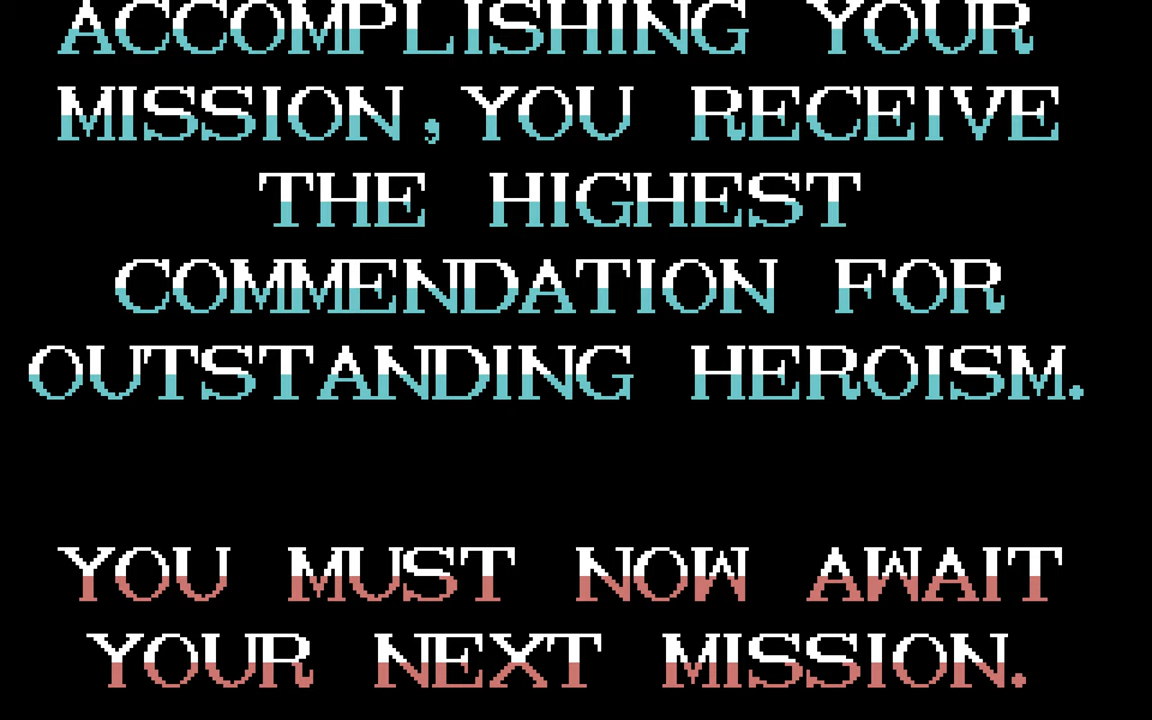 ACCOMPLISHING YOUR
MISSION,YOU RECEIVE
THE HIGHEST
COMMENDATION FOR
OUTSTANDING HEROISM.
YOU MUST NOW AWAIT
YOUR NEXT MISSION.